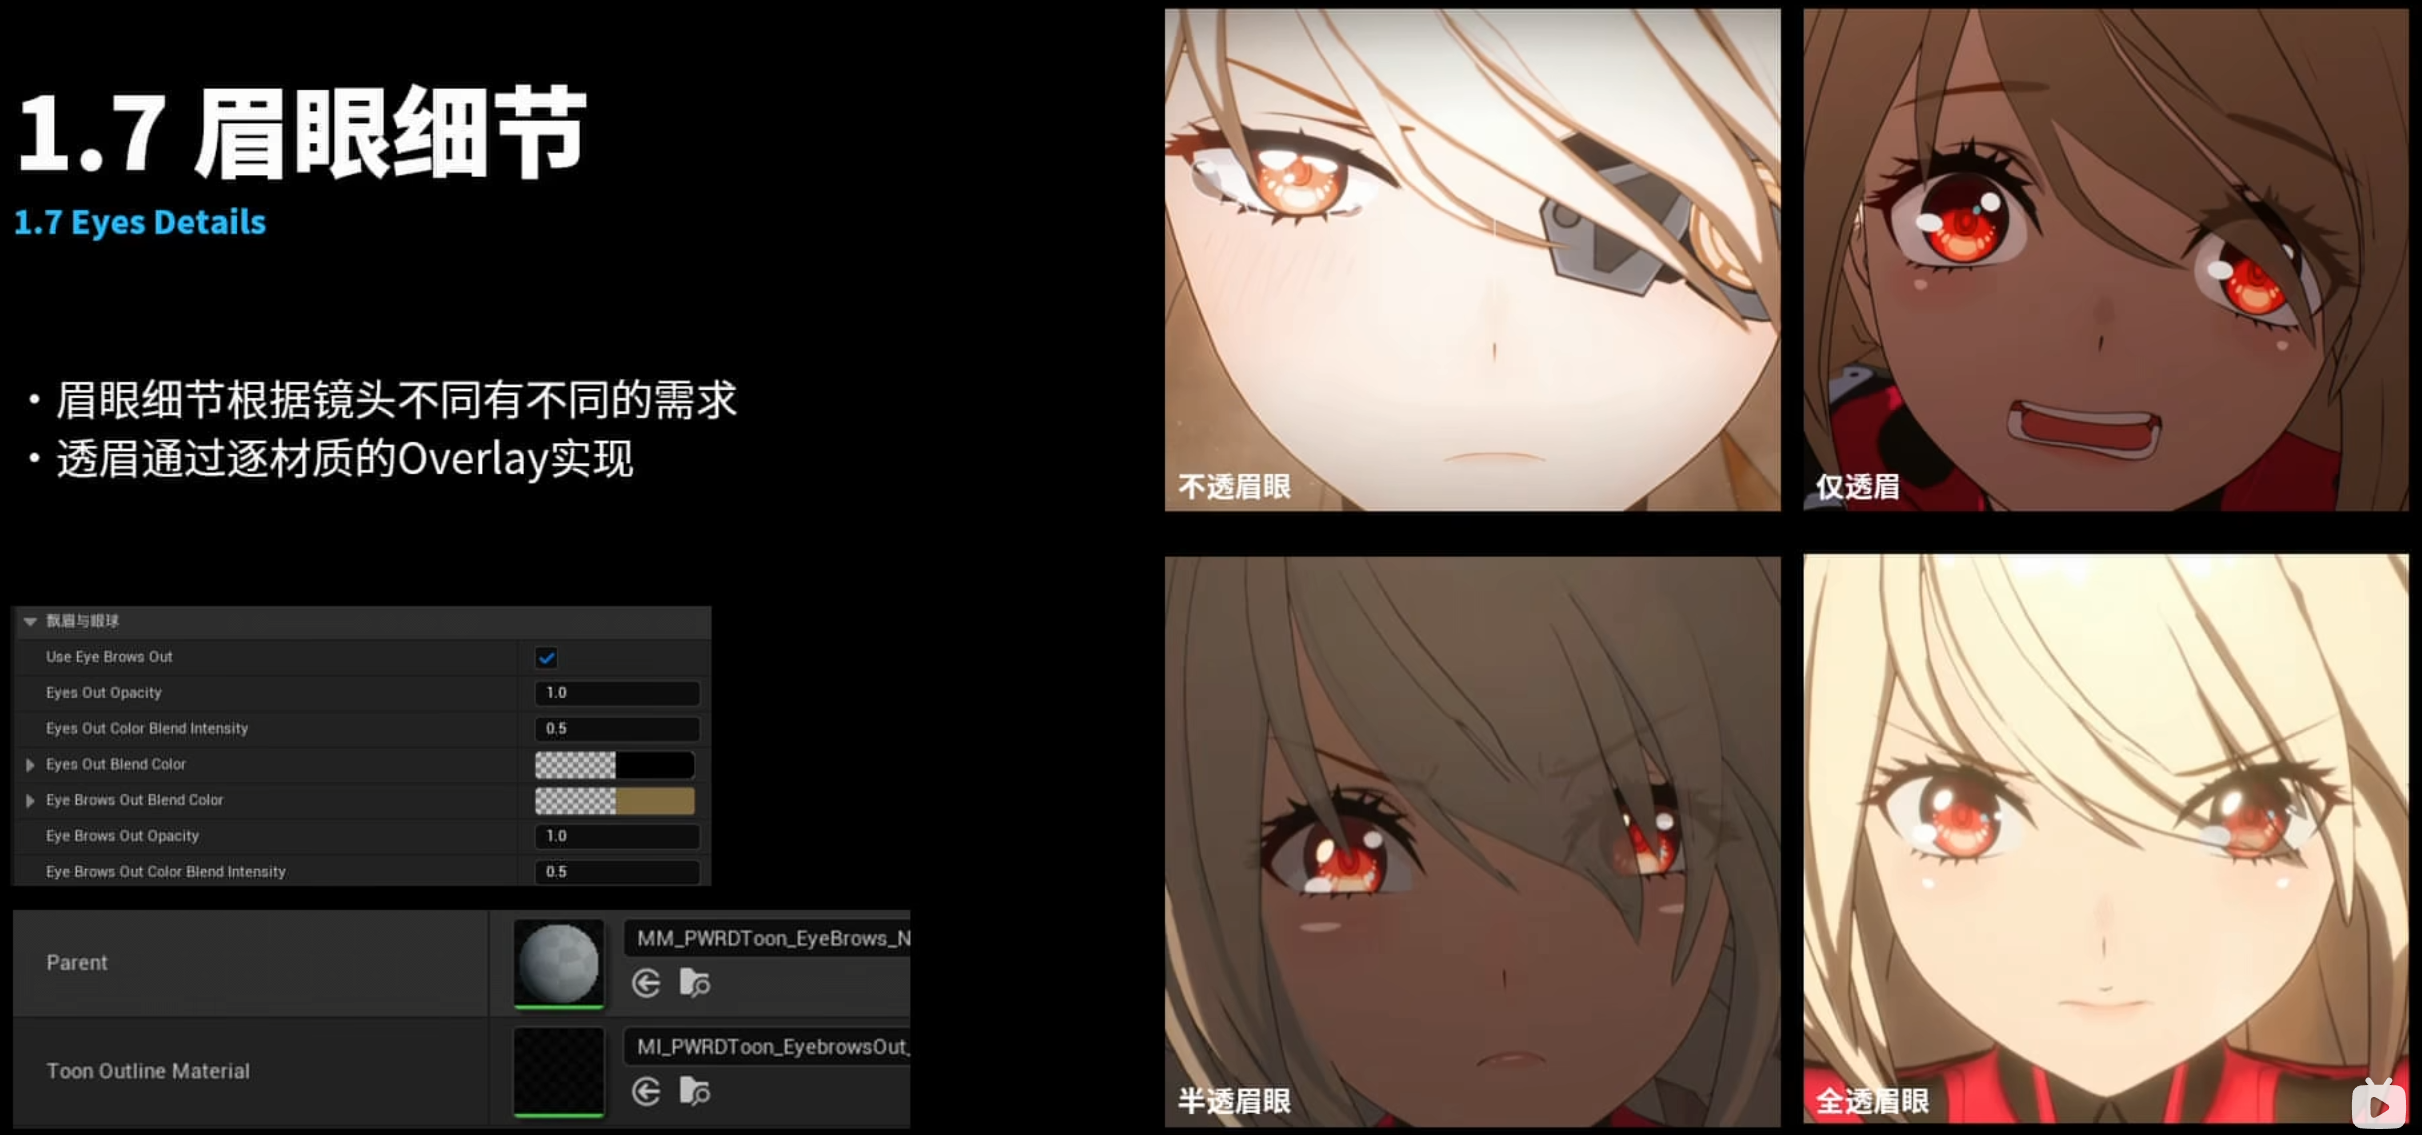 1.7 眉眼细节
1.7 Eyes Details
・眉眼细节根据镜头不同有不同的需求
・透眉通过逐材质的Overlay实现
飘眉与眼球
Use Eye Brows Out
Eyes Out Opacity 1.0
Eyes Out Color Blend Intensity 0.5
Eyes Out Blend Color
Eye Brows Out Blend Color
Eye Brows Out Opacity 1.0
Eye Brows Out Color Blend Intensity 0.5
Parent MM_PWRDToon_EyeBrows_N
Toon Outline Material MI_PWRDToon_EyebrowsOut_
不透眉眼
仅透眉
半透眉眼
全透眉眼